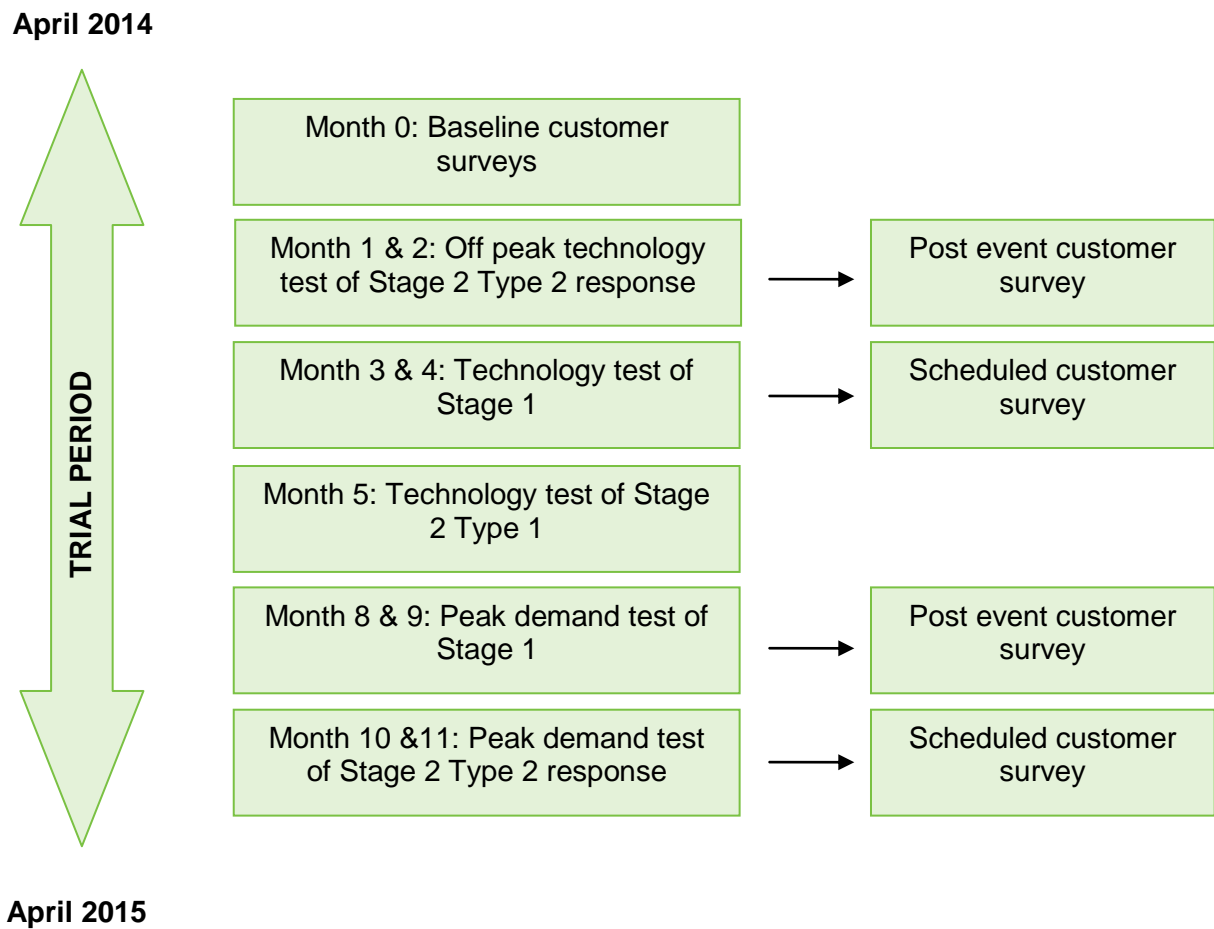 April 2014
Month 0: Baseline customer
surveys
Month 1 & 2: Off peak technology
test of Stage 2 Type 2 response
Post event customer
survey
Month 3 & 4: Technology test of
Stage 1
Scheduled customer
survey
TRIAL PERIOD
Month 5: Technology test of Stage
2 Type 1
Month 8 & 9: Peak demand test of
Stage 1
Post event customer
survey
Month 10 &11: Peak demand test
of Stage 2 Type 2 response
Scheduled customer
survey
April 2015